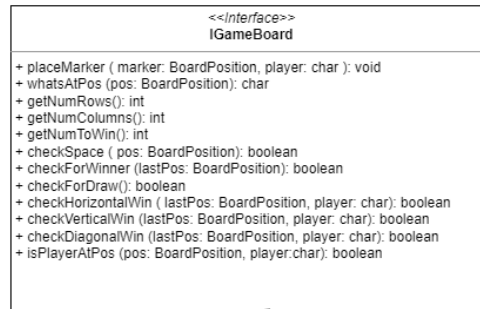 <<Interface>>
IGameBoard
+ placeMarker ( marker: BoardPosition, player: char ): void
+ whatsAtPos (pos: BoardPosition): char
+ getNumRows(): int
+ getNumColumns(): int
+ getNumToWin(): int
+ checkSpace ( pos: BoardPosition): boolean
+ checkForWinner (lastPos: BoardPosition): boolean
+ checkForDraw(): boolean
+ checkHorizontalWin ( lastPos: BoardPosition, player: char): boolean
+ checkVerticalWin (lastPos: BoardPosition, player: char): boolean
+ checkDiagonalWin (lastPos: BoardPosition, player: char): boolean
+ isPlayerAtPos (pos: BoardPosition, player:char): boolean